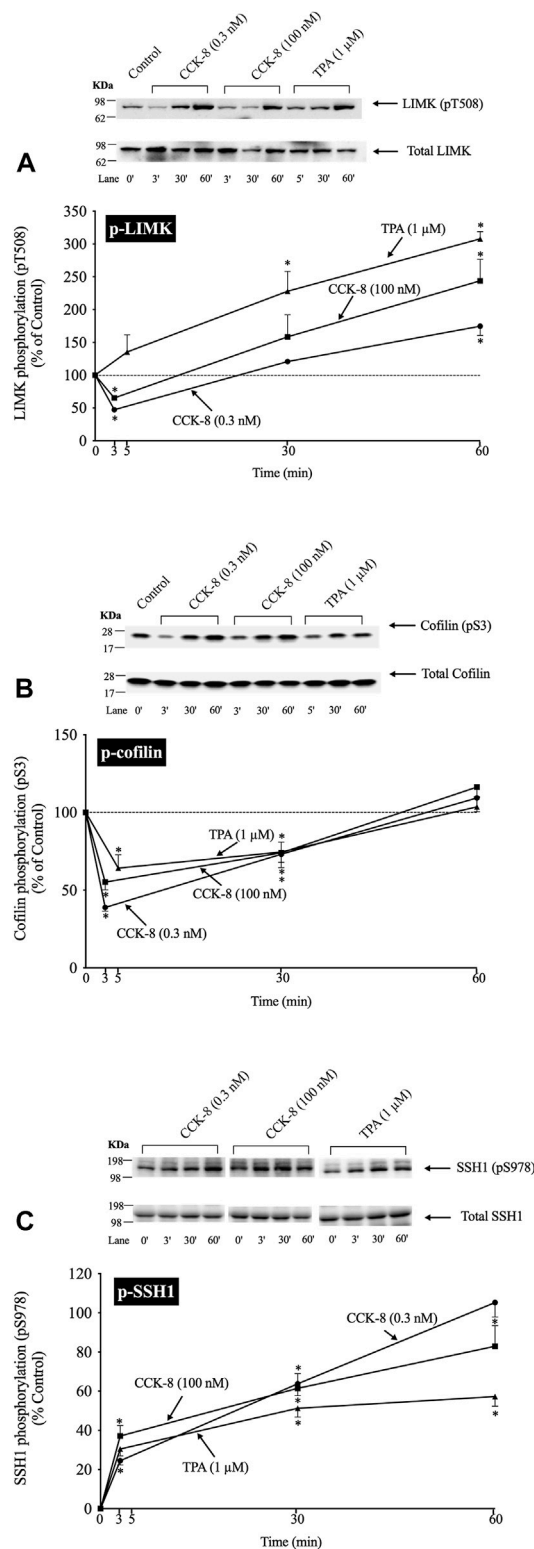 Control
CCK-8 (0.3 nM)
CCK-8 (100 nM)
TPA (1 µM)
KDa
98
62
LIMK (pT508)
98
62
Total LIMK
A
Lane 0' 3' 30' 60' 3' 30' 60' 5' 30' 60'
p-LIMK
LIMK phosphorylation (pT508)
(% of Control)
350
300
250
200
150
100
50
0
TPA (1 µM)
CCK-8 (100 nM)
CCK-8 (0.3 nM)
* * * * * *
0 3 5 30 60
Time (min)
Control
CCK-8 (0.3 nM)
CCK-8 (100 nM)
TPA (1 µM)
KDa
28
17
Cofilin (pS3)
28
17
Total Cofilin
B
Lane 0' 3' 30' 60' 3' 30' 60' 5' 30' 60'
p-cofilin
Cofilin phosphorylation (pS3)
(% of Control)
150
100
50
0
TPA (1 µM)
CCK-8 (100 nM)
CCK-8 (0.3 nM)
* * * * * *
0 3 5 30 60
Time (min)
CCK-8 (0.3 nM)
CCK-8 (100 nM)
TPA (1 µM)
KDa
198
98
SSH1 (pS978)
198
98
Total SSH1
C
Lane 0' 3' 30' 60' 0' 3' 30' 60' 0' 3' 30' 60'
p-SSH1
SSH1 phosphorylation (pS978)
(% Control)
120
100
80
60
40
20
0
CCK-8 (0.3 nM)
CCK-8 (100 nM)
TPA (1 µM)
* * * * * * *
0 3 5 30 60
Time (min)